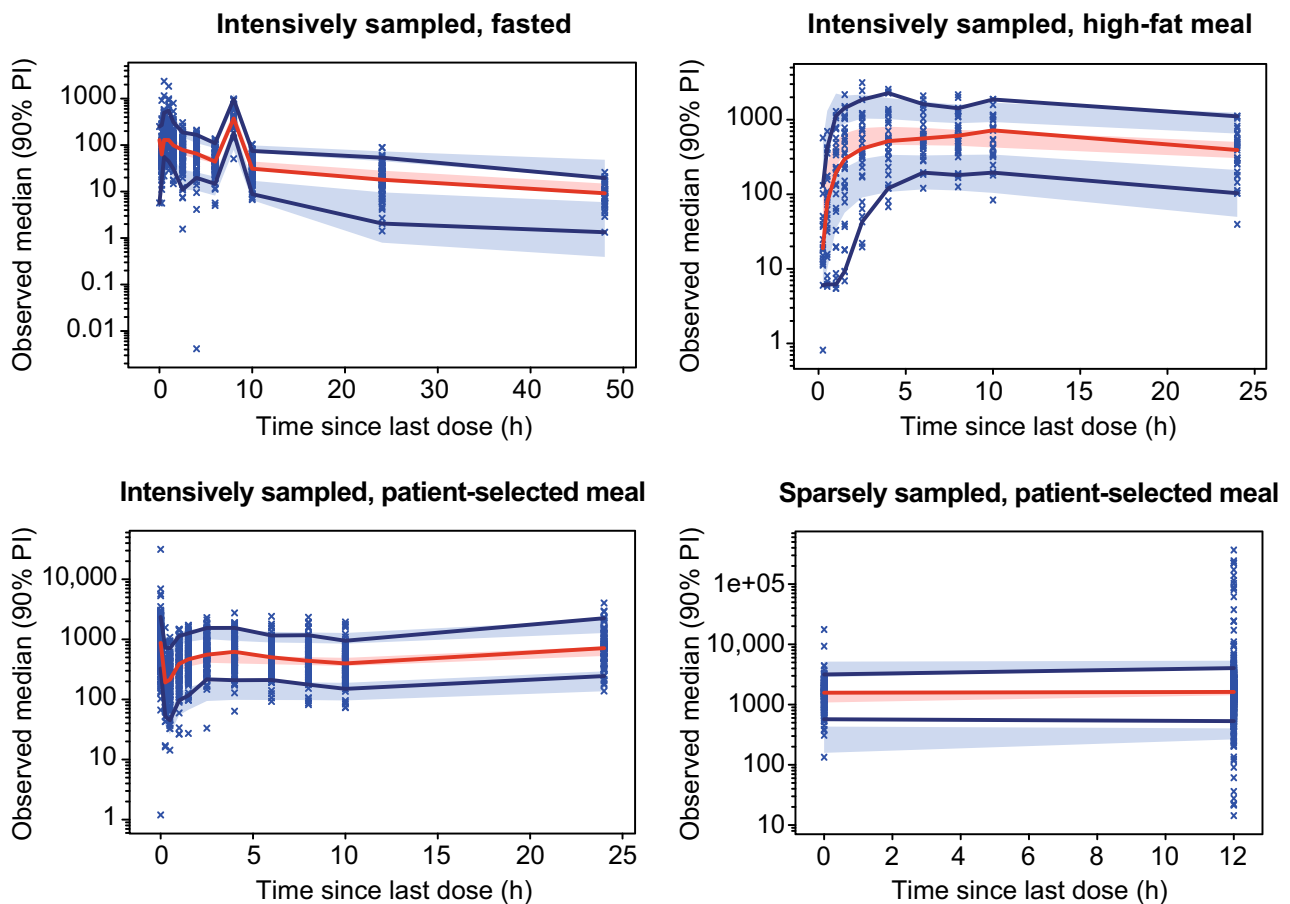 Intensively sampled, fasted
Observed median (90% PI)
1000
100
10
1
0.1
0.01
0 10 20 30 40 50
Time since last dose (h)
Intensively sampled, high-fat meal
Observed median (90% PI)
1000
100
10
1
0 5 10 15 20 25
Time since last dose (h)
Intensively sampled, patient-selected meal
Observed median (90% PI)
10,000
1000
100
10
1
0 5 10 15 20 25
Time since last dose (h)
Sparsely sampled, patient-selected meal
Observed median (90% PI)
1e+05
10,000
1000
100
10
0 2 4 6 8 10 12
Time since last dose (h)